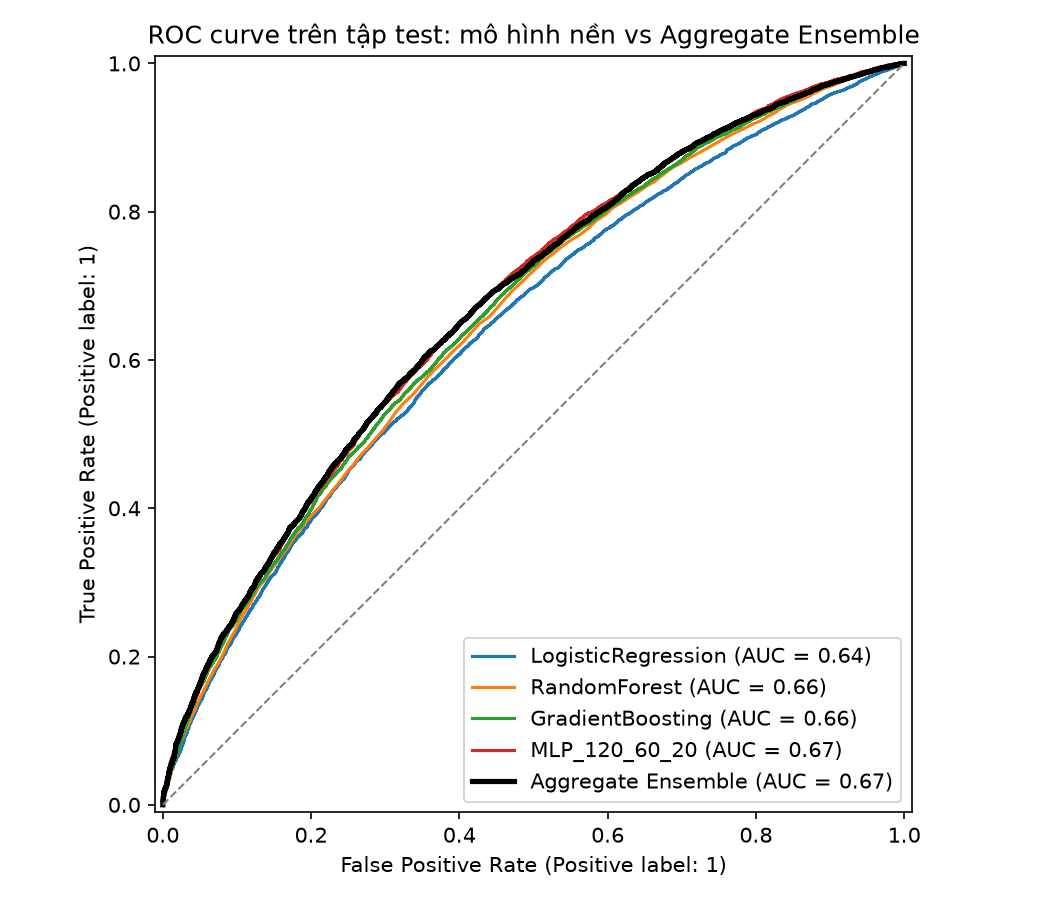 ROC curve trên tập test: mô hình nền vs Aggregate Ensemble
1.0
0.8
0.6
0.4
0.2
0.0
True Positive Rate (Positive label: 1)
LogisticRegression (AUC = 0.64)
RandomForest (AUC = 0.66)
GradientBoosting (AUC = 0.66)
MLP_120_60_20 (AUC = 0.67)
Aggregate Ensemble (AUC = 0.67)
0.0 0.2 0.4 0.6 0.8 1.0
False Positive Rate (Positive label: 1)